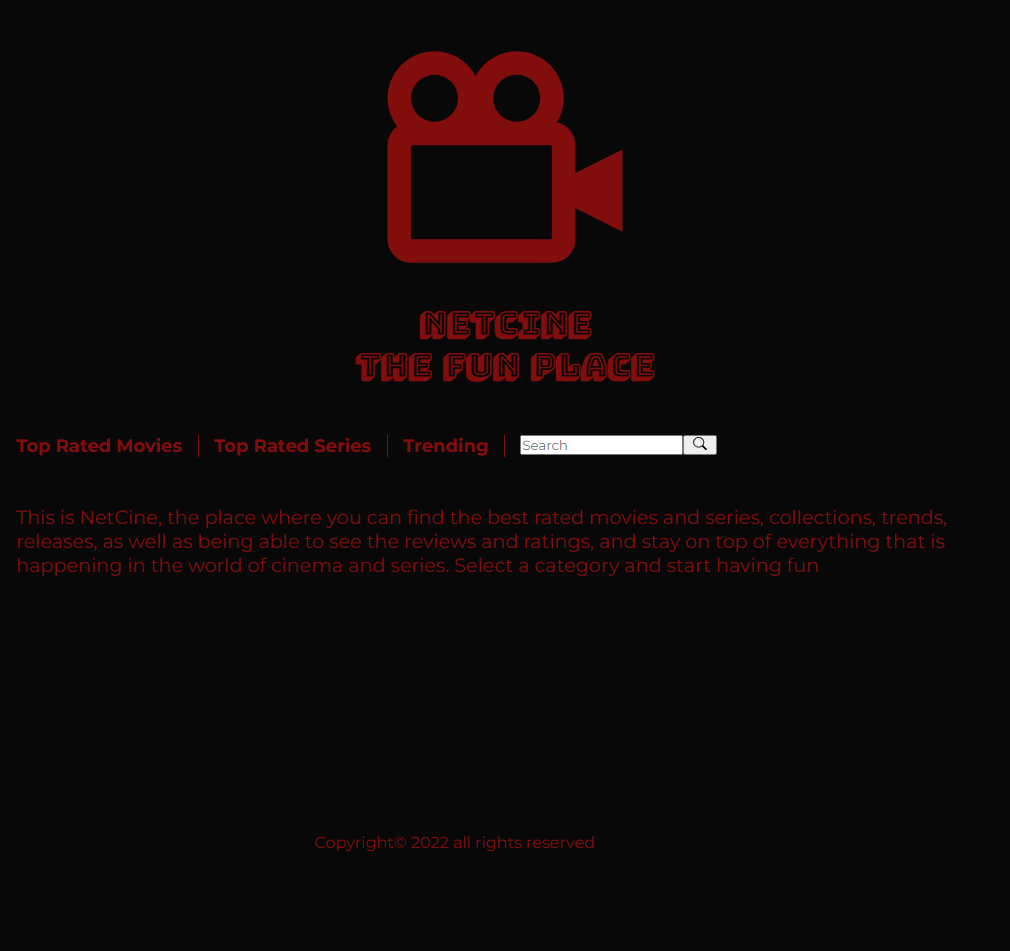 NETCINE
THE FUN PLACE
Top Rated Movies | Top Rated Series | Trending | Search
This is NetCine, the place where you can find the best rated movies and series, collections, trends,
releases, as well as being able to see the reviews and ratings, and stay on top of everything that is
happening in the world of cinema and series. Select a category and start having fun
Copyright© 2022 all rights reserved